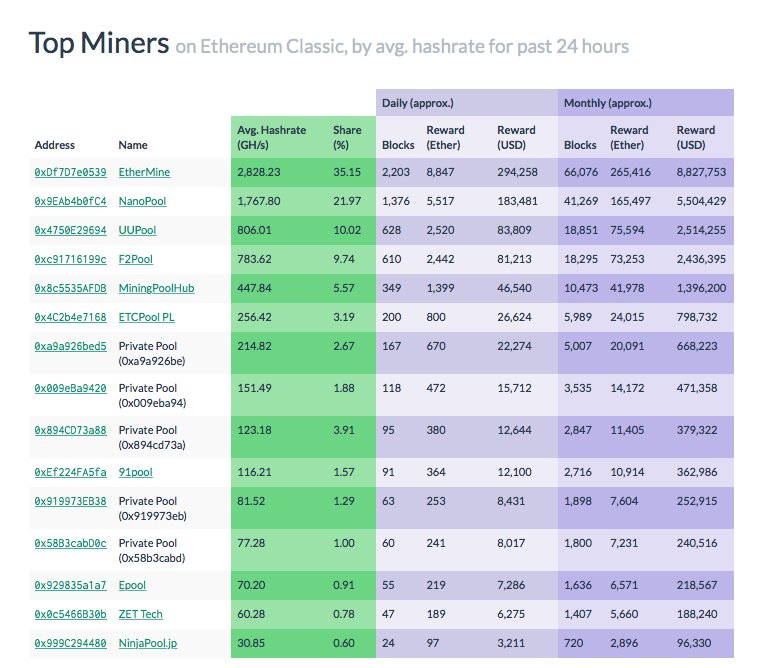 Top Miners on Ethereum Classic, by avg. hashrate for past 24 hours
Daily (approx.) Monthly (approx.)
Address Name Avg. Hashrate (GH/s) Share (%) Blocks Reward (Ether) Reward (USD) Blocks Reward (Ether) Reward (USD)
0xDf7D7e0539 EtherMine 2,828.23 35.15 2,203 8,847 294,258 66,076 265,416 8,827,753
0x9EAb4b0fC4 NanoPool 1,767.80 21.97 1,376 5,517 183,481 41,269 165,497 5,504,429
0x4750E29694 UUPool 806.01 10.02 628 2,520 83,809 18,851 75,594 2,514,255
0xc91716199c F2Pool 783.62 9.74 610 2,442 81,213 18,295 73,253 2,436,395
0x8c5535AFDB MiningPoolHub 447.84 5.57 349 1,399 46,540 10,473 41,978 1,396,200
0x4C2b4e7168 ETCPool PL 256.42 3.19 200 800 26,624 5,989 24,015 798,732
0xa9a926bed5 Private Pool 214.82 2.67 167 670 22,274 5,007 20,091 668,223
(0xa9a926be)
0x009eBa9420 Private Pool 151.49 1.88 118 472 15,712 3,535 14,172 471,358
(0x009eba94)
0x894CD73a88 Private Pool 123.18 3.91 95 380 12,644 2,847 11,405 379,322
(0x894cd73a)
0xEf224FA5fa 91pool 116.21 1.57 91 364 12,100 2,716 10,914 362,986
0x919973EB38 Private Pool 81.52 1.29 63 253 8,431 1,898 7,604 252,915
(0x919973eb)
0x58B3cabD0c Private Pool 77.28 1.00 60 241 8,017 1,800 7,231 240,516
(0x58b3cabd)
0x929835a1a7 Epool 70.20 0.91 55 219 7,286 1,636 6,571 218,567
0x0c5466B30b ZET Tech 60.28 0.78 47 189 6,275 1,407 5,660 188,240
0x999C294480 NinjaPool.jp 30.85 0.60 24 97 3,211 720 2,896 96,330